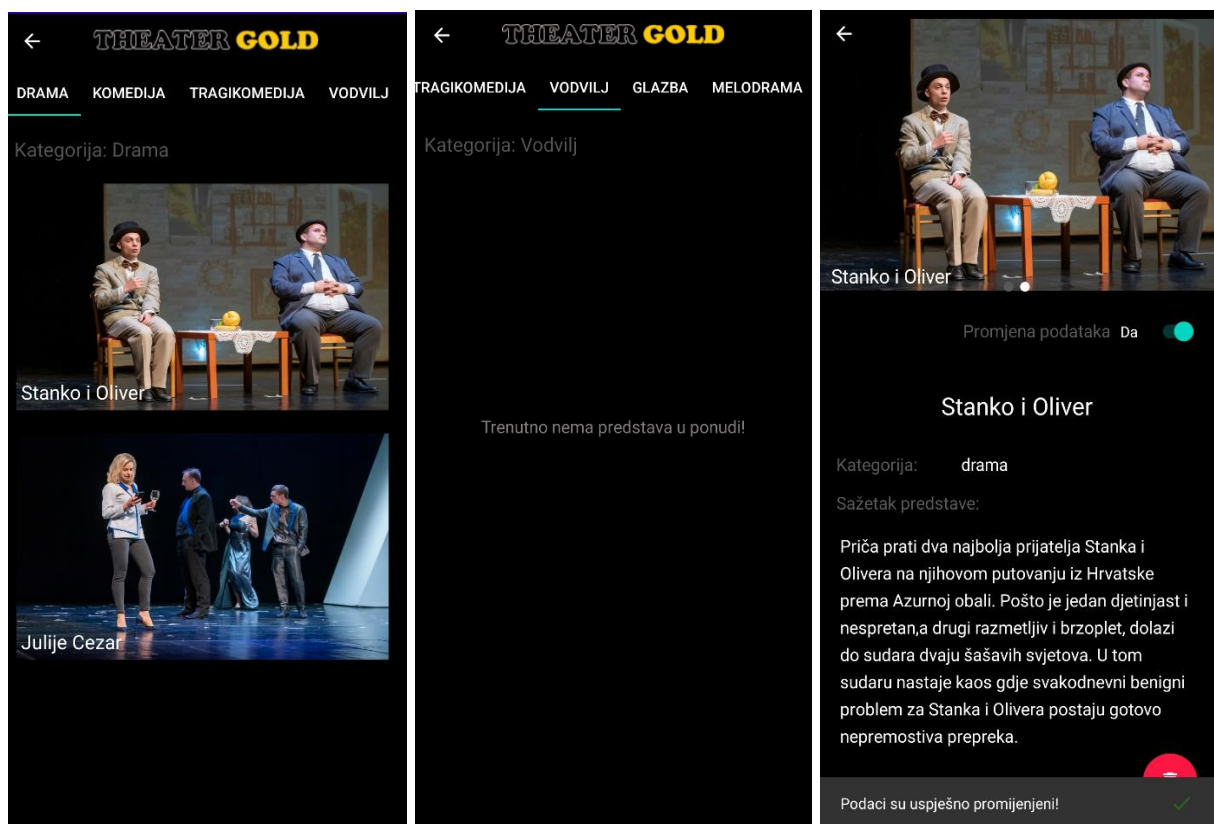 THEATER GOLD
DRAMA KOMEDIJA TRAGIKOMEDIJA VODVILJ
Kategorija: Drama
Stanko i Oliver
Julije Cezar
THEATER GOLD
TRAGIKOMEDIJA VODVILJ GLAZBA MELODRAMA
Kategorija: Vodvilj
Trenutno nema predstava u ponudi!
Stanko i Oliver
Promjena podataka Da
Stanko i Oliver
Kategorija: drama
Sažetak predstave:
Priča prati dva najbolja prijatelja Stanka i
Olivera na njihovom putovanju iz Hrvatske
prema Azurnoj obali. Pošto je jedan djetinjast i
nespretan,a drugi razmetljiv i brzoplet, dolazi
do sudara dvaju šašavih svjetova. U tom
sudaru nastaje kaos gdje svakodnevni benigni
problem za Stanka i Olivera postaju gotovo
nepremostiva prepreka.
Podaci su uspješno promijenjeni!